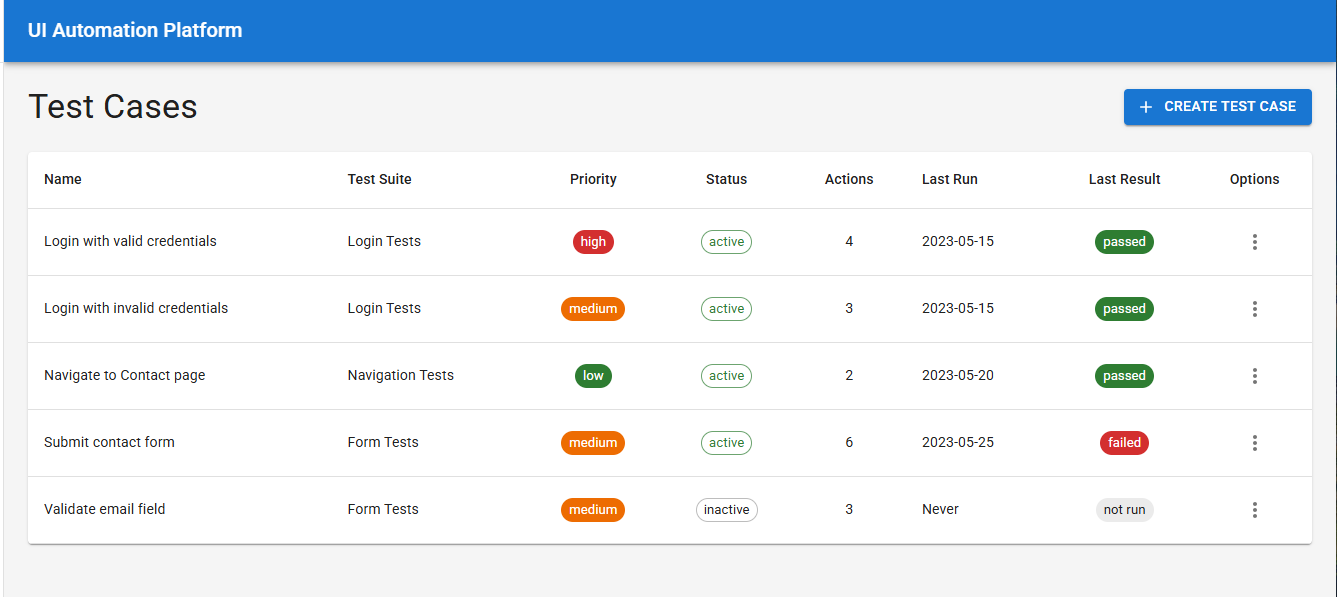 UI Automation Platform
Test Cases
+ CREATE TEST CASE
Name Test Suite Priority Status Actions Last Run Last Result Options
Login with valid credentials Login Tests high active 4 2023-05-15 passed
Login with invalid credentials Login Tests medium active 3 2023-05-15 passed
Navigate to Contact page Navigation Tests low active 2 2023-05-20 passed
Submit contact form Form Tests medium active 6 2023-05-25 failed
Validate email field Form Tests medium inactive 3 Never not run